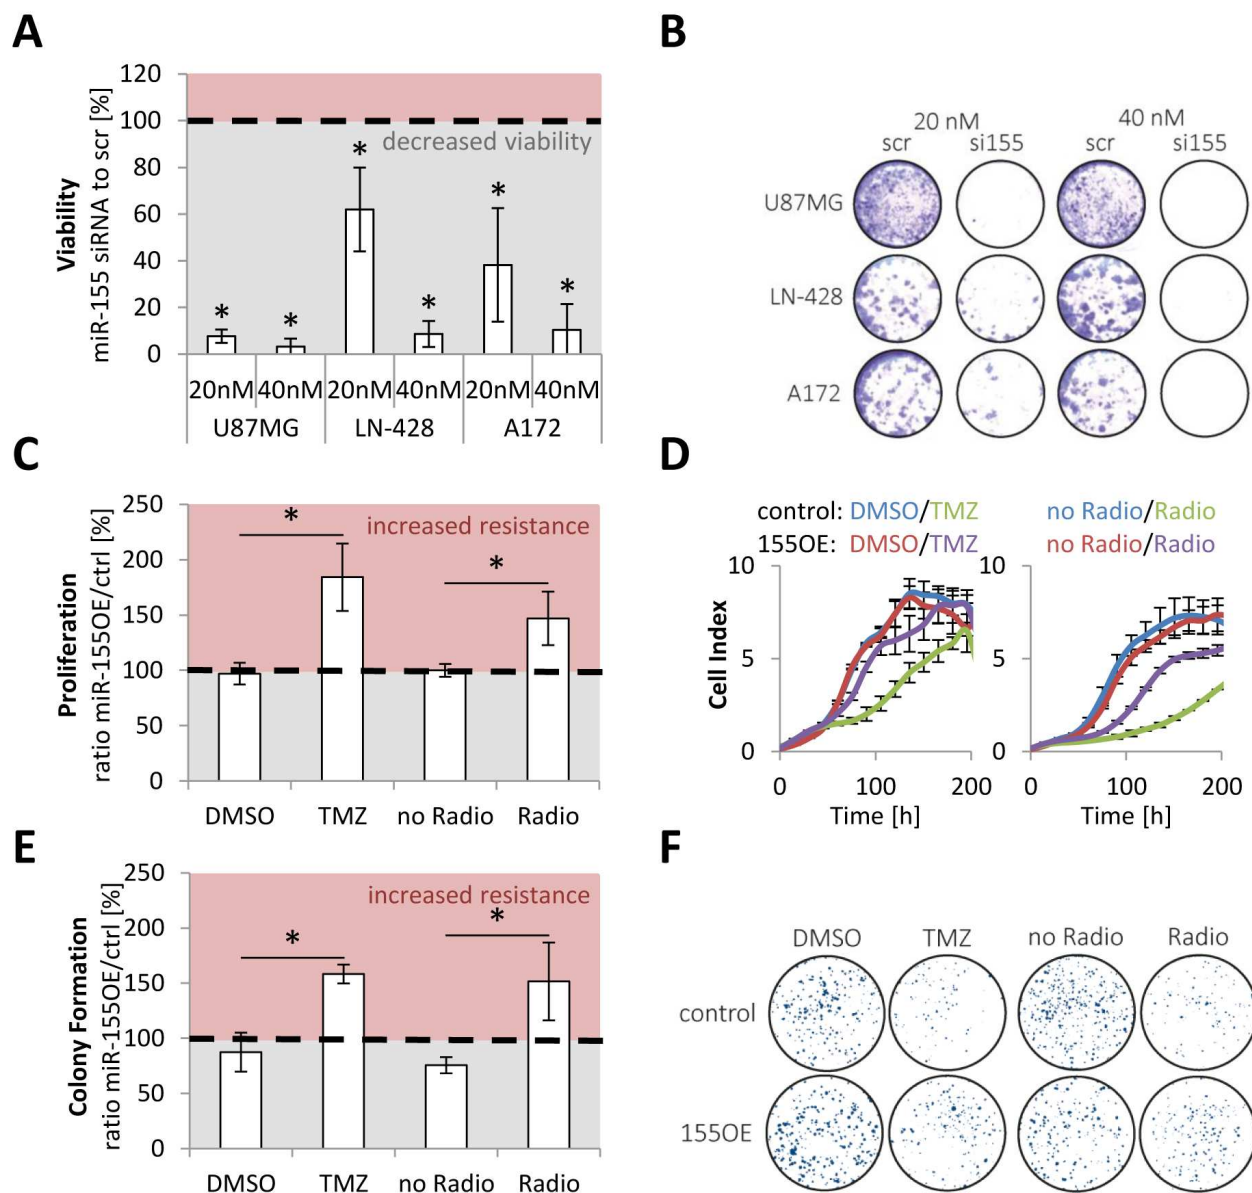 A
Viability
miR-155 siRNA to scr [%]
120
100
80
60
40
20
0
decreased viability
*
*
*
*
*
*
20nM 40nM 20nM 40nM 20nM 40nM
U87MG LN-428 A172
B
20 nM 40 nM
scr si155 scr si155
U87MG
LN-428
A172
C
Proliferation
ratio miR-155OE/ctrl [%]
250
200
150
100
50
0
increased resistance
*
*
DMSO TMZ no Radio Radio
D
control: DMSO/TMZ no Radio/Radio
155OE: DMSO/TMZ no Radio/Radio
Cell Index
10
5
0
0 100 200
Time [h]
10
5
0
0 100 200
Time [h]
E
Colony Formation
ratio miR-155OE/ctrl [%]
250
200
150
100
50
0
increased resistance
*
*
DMSO TMZ no Radio Radio
F
DMSO TMZ no Radio Radio
control
155OE